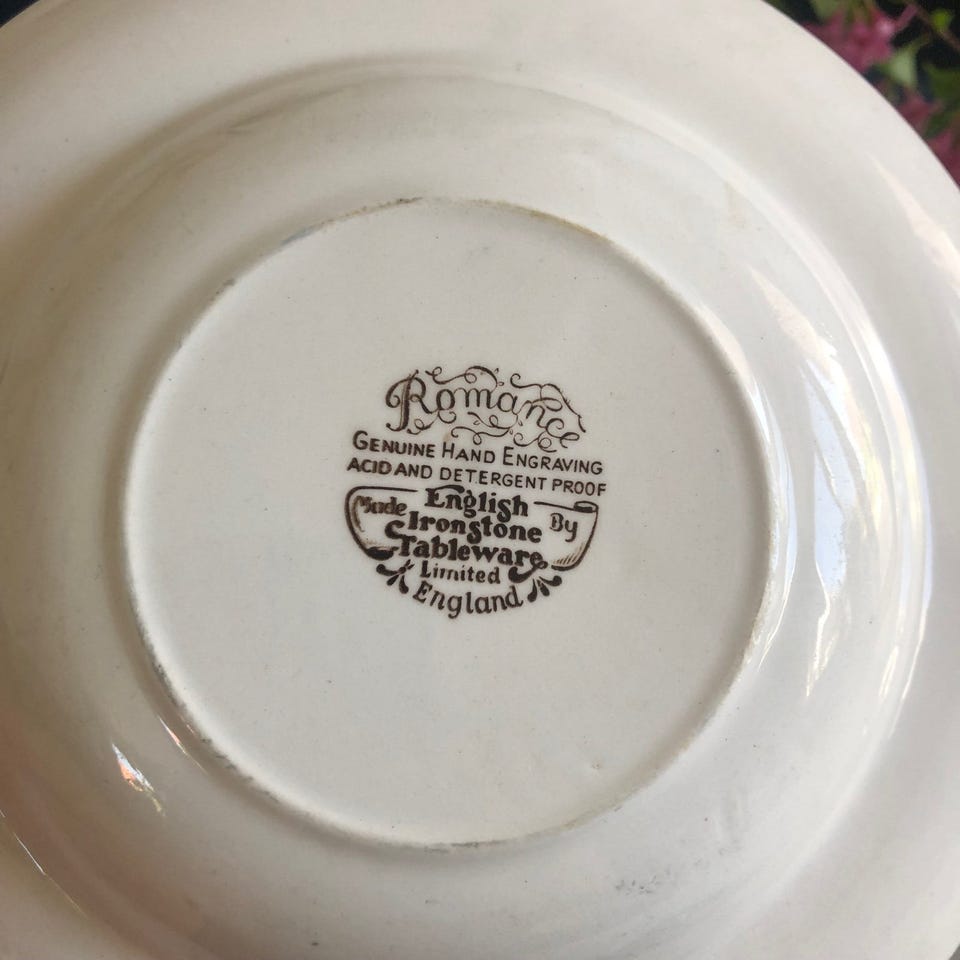 Romance
GENUINE HAND ENGRAVING
ACID AND DETERGENT PROOF
Made English By
Ironstone
Tableware
Limited
England